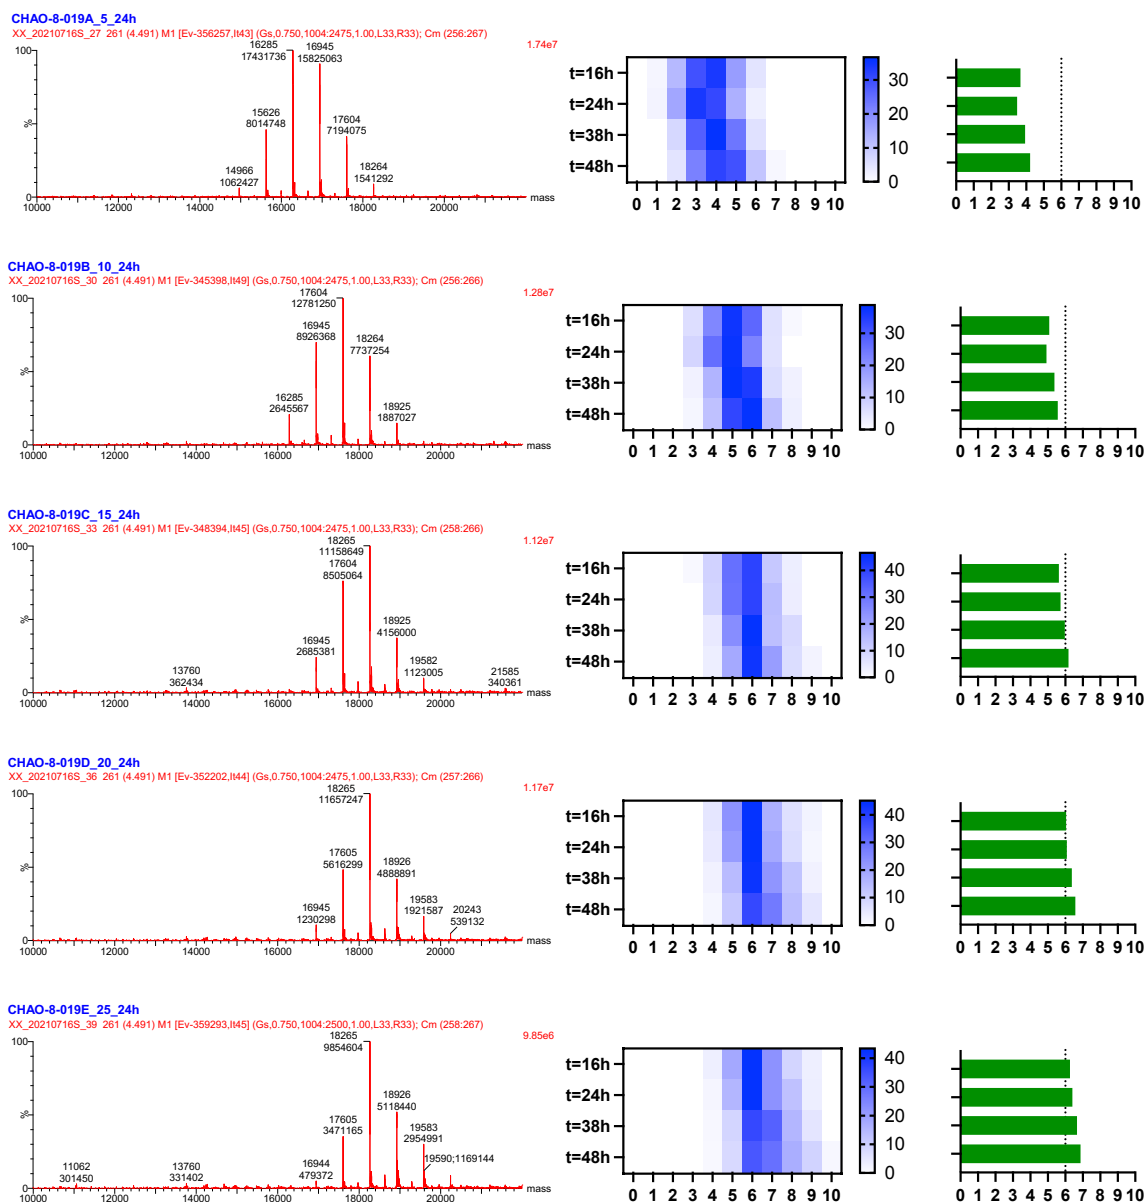 CHAO-8-019A_5_24h
XX_20210716S_27 261 (4.491) M1 [Ev-356257,It43] (Gs,0.750,1004:2475,1.00,L33,R33); Cm (256:267)
1.74e7
100
%
0
16285
17431736
16945
15825063
15626
8014748
17604
7194075
14966
1062427
18264
1541292
10000 12000 14000 16000 18000 20000 mass
t=16h
t=24h
t=38h
t=48h
0 1 2 3 4 5 6 7 8 9 10
30
20
10
0
0 1 2 3 4 5 6 7 8 9 10
CHAO-8-019B_10_24h
XX_20210716S_30 261 (4.491) M1 [Ev-345398,It49] (Gs,0.750,1004:2475,1.00,L33,R33); Cm (256:266)
1.28e7
100
%
0
17604
12781250
16945
8926368
18264
7737254
16285
2645567
18925
1887027
10000 12000 14000 16000 18000 20000 mass
t=16h
t=24h
t=38h
t=48h
0 1 2 3 4 5 6 7 8 9 10
30
20
10
0
0 1 2 3 4 5 6 7 8 9 10
CHAO-8-019C_15_24h
XX_20210716S_33 261 (4.491) M1 [Ev-348394,It45] (Gs,0.750,1004:2475,1.00,L33,R33); Cm (258:266)
1.12e7
100
%
0
18265
11158649
17604
8505064
18925
4156000
16945
2685381
19582
1123005
13760
362434
21585
340361
10000 12000 14000 16000 18000 20000 mass
t=16h
t=24h
t=38h
t=48h
0 1 2 3 4 5 6 7 8 9 10
40
30
20
10
0
0 1 2 3 4 5 6 7 8 9 10
CHAO-8-019D_20_24h
XX_20210716S_36 261 (4.491) M1 [Ev-352202,It44] (Gs,0.750,1004:2475,1.00,L33,R33); Cm (257:266)
1.17e7
100
%
0
18265
11657247
17605
5616299
18926
4888891
16945
1230298
19583
1921587
20243
539132
10000 12000 14000 16000 18000 20000 mass
t=16h
t=24h
t=38h
t=48h
0 1 2 3 4 5 6 7 8 9 10
40
30
20
10
0
0 1 2 3 4 5 6 7 8 9 10
CHAO-8-019E_25_24h
XX_20210716S_39 261 (4.491) M1 [Ev-359293,It45] (Gs,0.750,1004:2500,1.00,L33,R33); Cm (258:267)
9.85e6
100
%
0
18265
9854604
18926
5118440
17605
3471165
19583
2954991
19590;1169144
16944
479372
11062
301450
13760
331402
10000 12000 14000 16000 18000 20000 mass
t=16h
t=24h
t=38h
t=48h
0 1 2 3 4 5 6 7 8 9 10
40
30
20
10
0
0 1 2 3 4 5 6 7 8 9 10